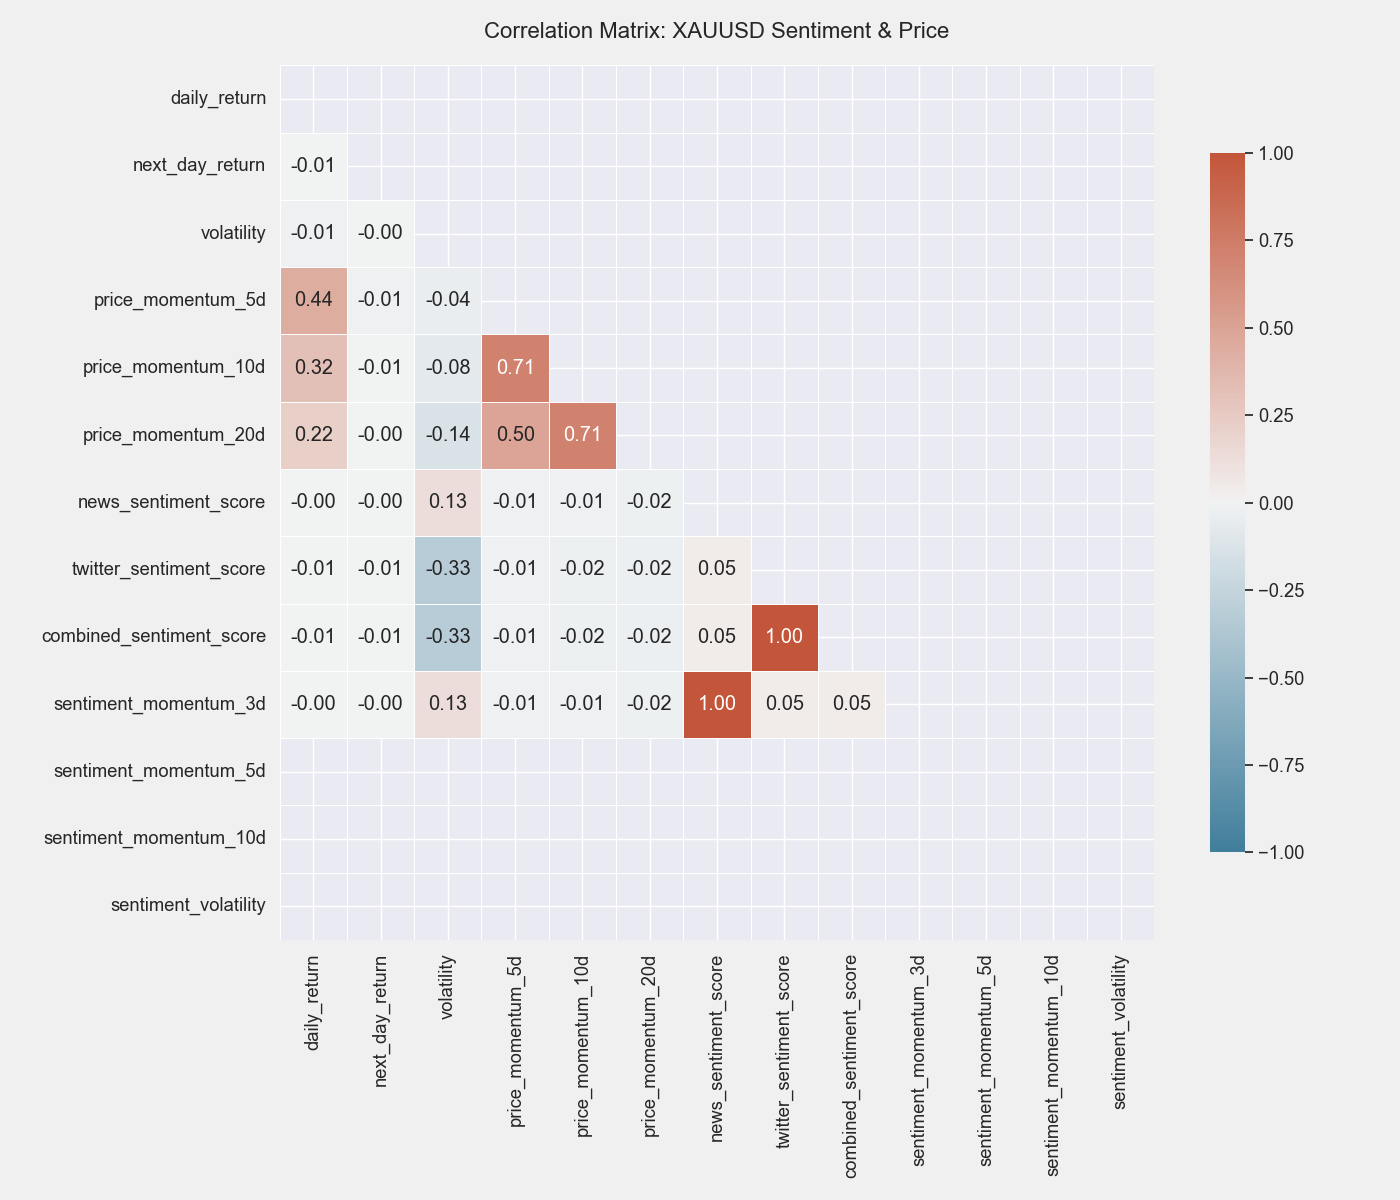 Correlation Matrix: XAUUSD Sentiment & Price
daily_return
next_day_return -0.01
volatility -0.01 -0.00
price_momentum_5d 0.44 -0.01 -0.04
price_momentum_10d 0.32 -0.01 -0.08 0.71
price_momentum_20d 0.22 -0.00 -0.14 0.50 0.71
news_sentiment_score -0.00 -0.00 0.13 -0.01 -0.01 -0.02
twitter_sentiment_score -0.01 -0.01 -0.33 -0.01 -0.02 -0.02 0.05
combined_sentiment_score -0.01 -0.01 -0.33 -0.01 -0.02 -0.02 0.05 1.00
sentiment_momentum_3d -0.00 -0.00 0.13 -0.01 -0.01 -0.02 1.00 0.05 0.05
sentiment_momentum_5d
sentiment_momentum_10d
sentiment_volatility
daily_return
next_day_return
volatility
price_momentum_5d
price_momentum_10d
price_momentum_20d
news_sentiment_score
twitter_sentiment_score
combined_sentiment_score
sentiment_momentum_3d
sentiment_momentum_5d
sentiment_momentum_10d
sentiment_volatility
1.00
0.75
0.50
0.25
0.00
−0.25
−0.50
−0.75
−1.00